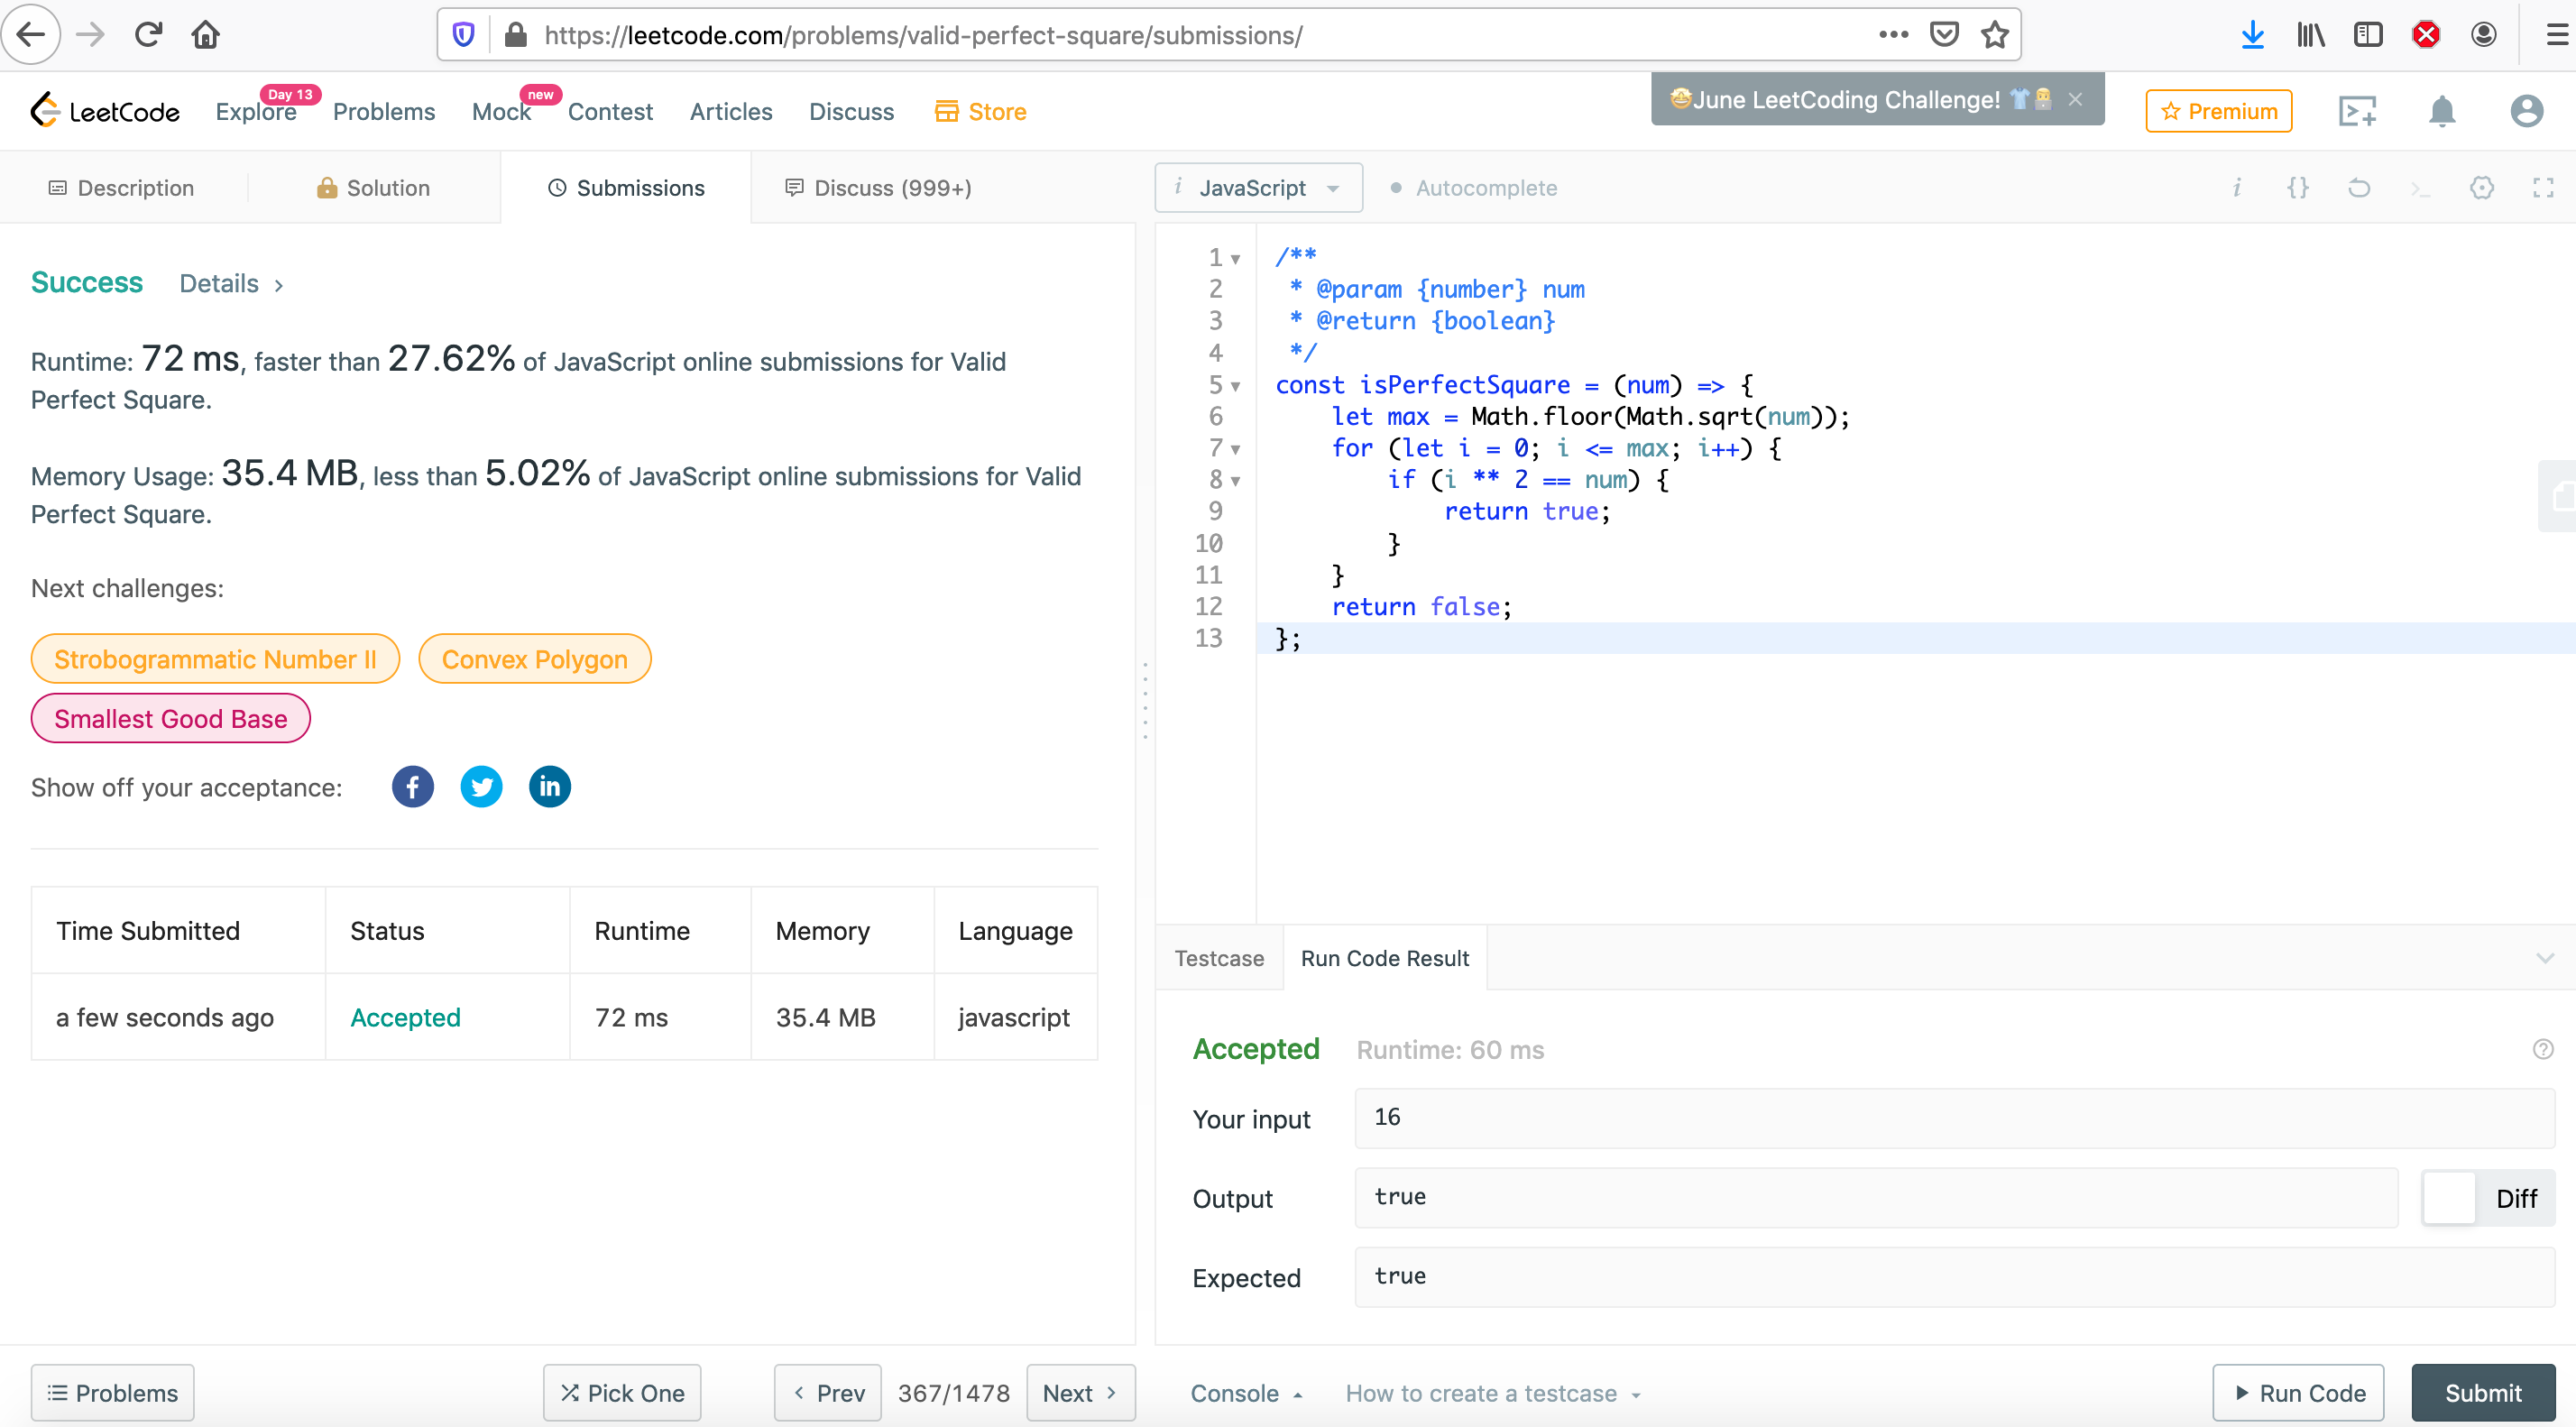 https://leetcode.com/problems/valid-perfect-square/submissions/
LeetCode Explore Day 13 Problems Mock new Contest Articles Discuss Store
🤩June LeetCoding Challenge! 👕👨‍💻 ×
Premium
Description Solution Submissions Discuss (999+)
i JavaScript Autocomplete i {} >_
Success Details >
Runtime: 72 ms, faster than 27.62% of JavaScript online submissions for Valid
Perfect Square.
Memory Usage: 35.4 MB, less than 5.02% of JavaScript online submissions for Valid
Perfect Square.
Next challenges:
Strobogrammatic Number II Convex Polygon
Smallest Good Base
Show off your acceptance: f in
Time Submitted Status Runtime Memory Language
a few seconds ago Accepted 72 ms 35.4 MB javascript
1 /**
2  * @param {number} num
3  * @return {boolean}
4  */
5 const isPerfectSquare = (num) => {
6     let max = Math.floor(Math.sqrt(num));
7     for (let i = 0; i <= max; i++) {
8         if (i ** 2 == num) {
9             return true;
10         }
11     }
12     return false;
13 };
Testcase Run Code Result
Accepted Runtime: 60 ms
Your input 16
Output true Diff
Expected true
Problems Pick One < Prev 367/1478 Next >
Console How to create a testcase Run Code Submit